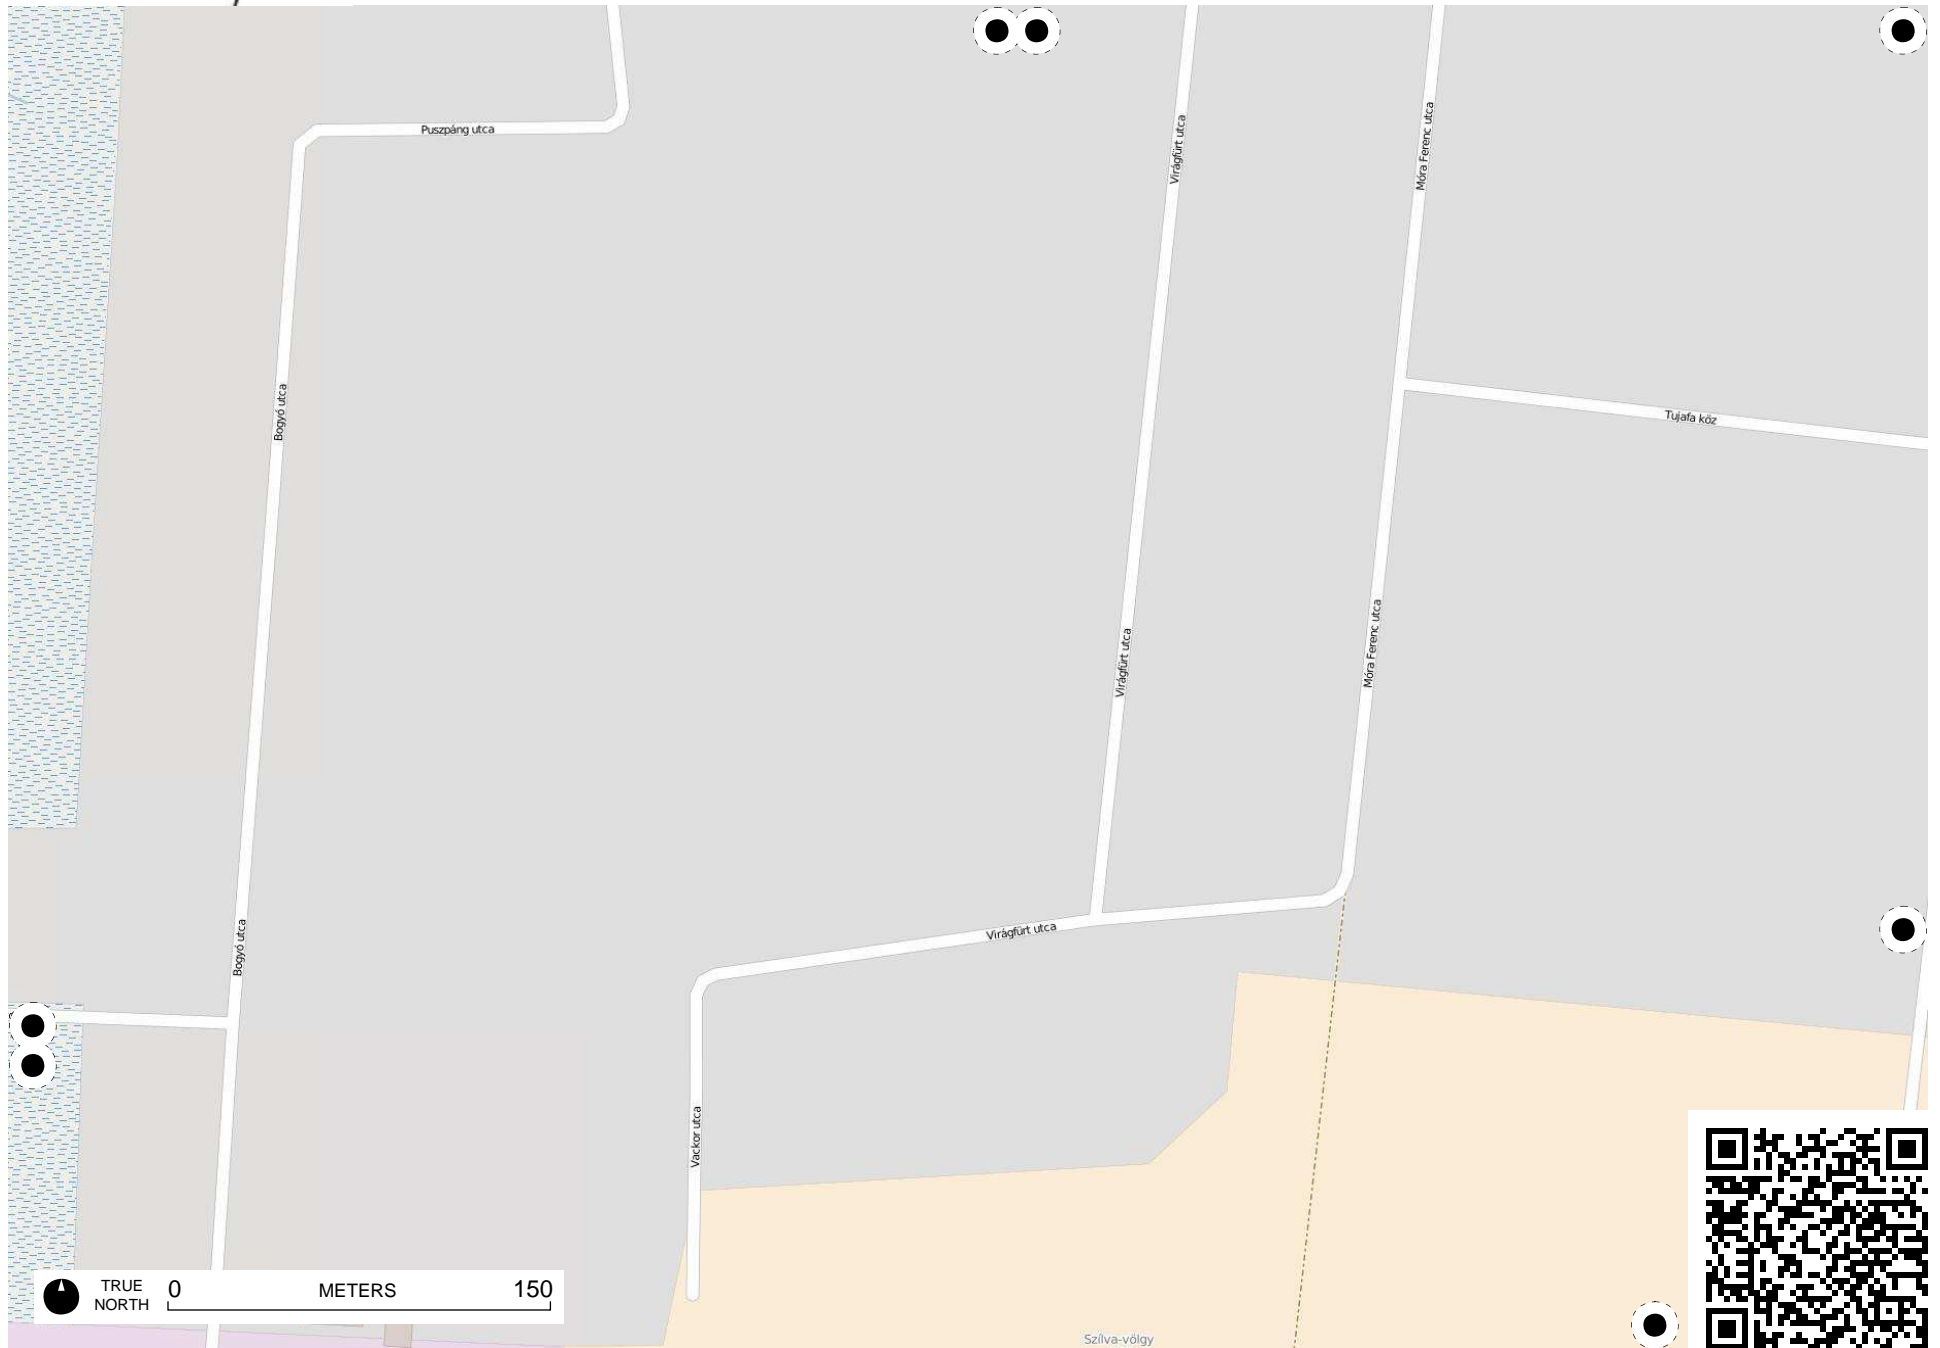 Puszpáng utca
Virágfürt utca
Móra Ferenc utca
Bogyó utca
Tujafa köz
Virágfürt utca
Móra Ferenc utca
Bogyó utca
Virágfürt utca
Vackor utca
TRUE NORTH
0 METERS 150
Szílva-völgy